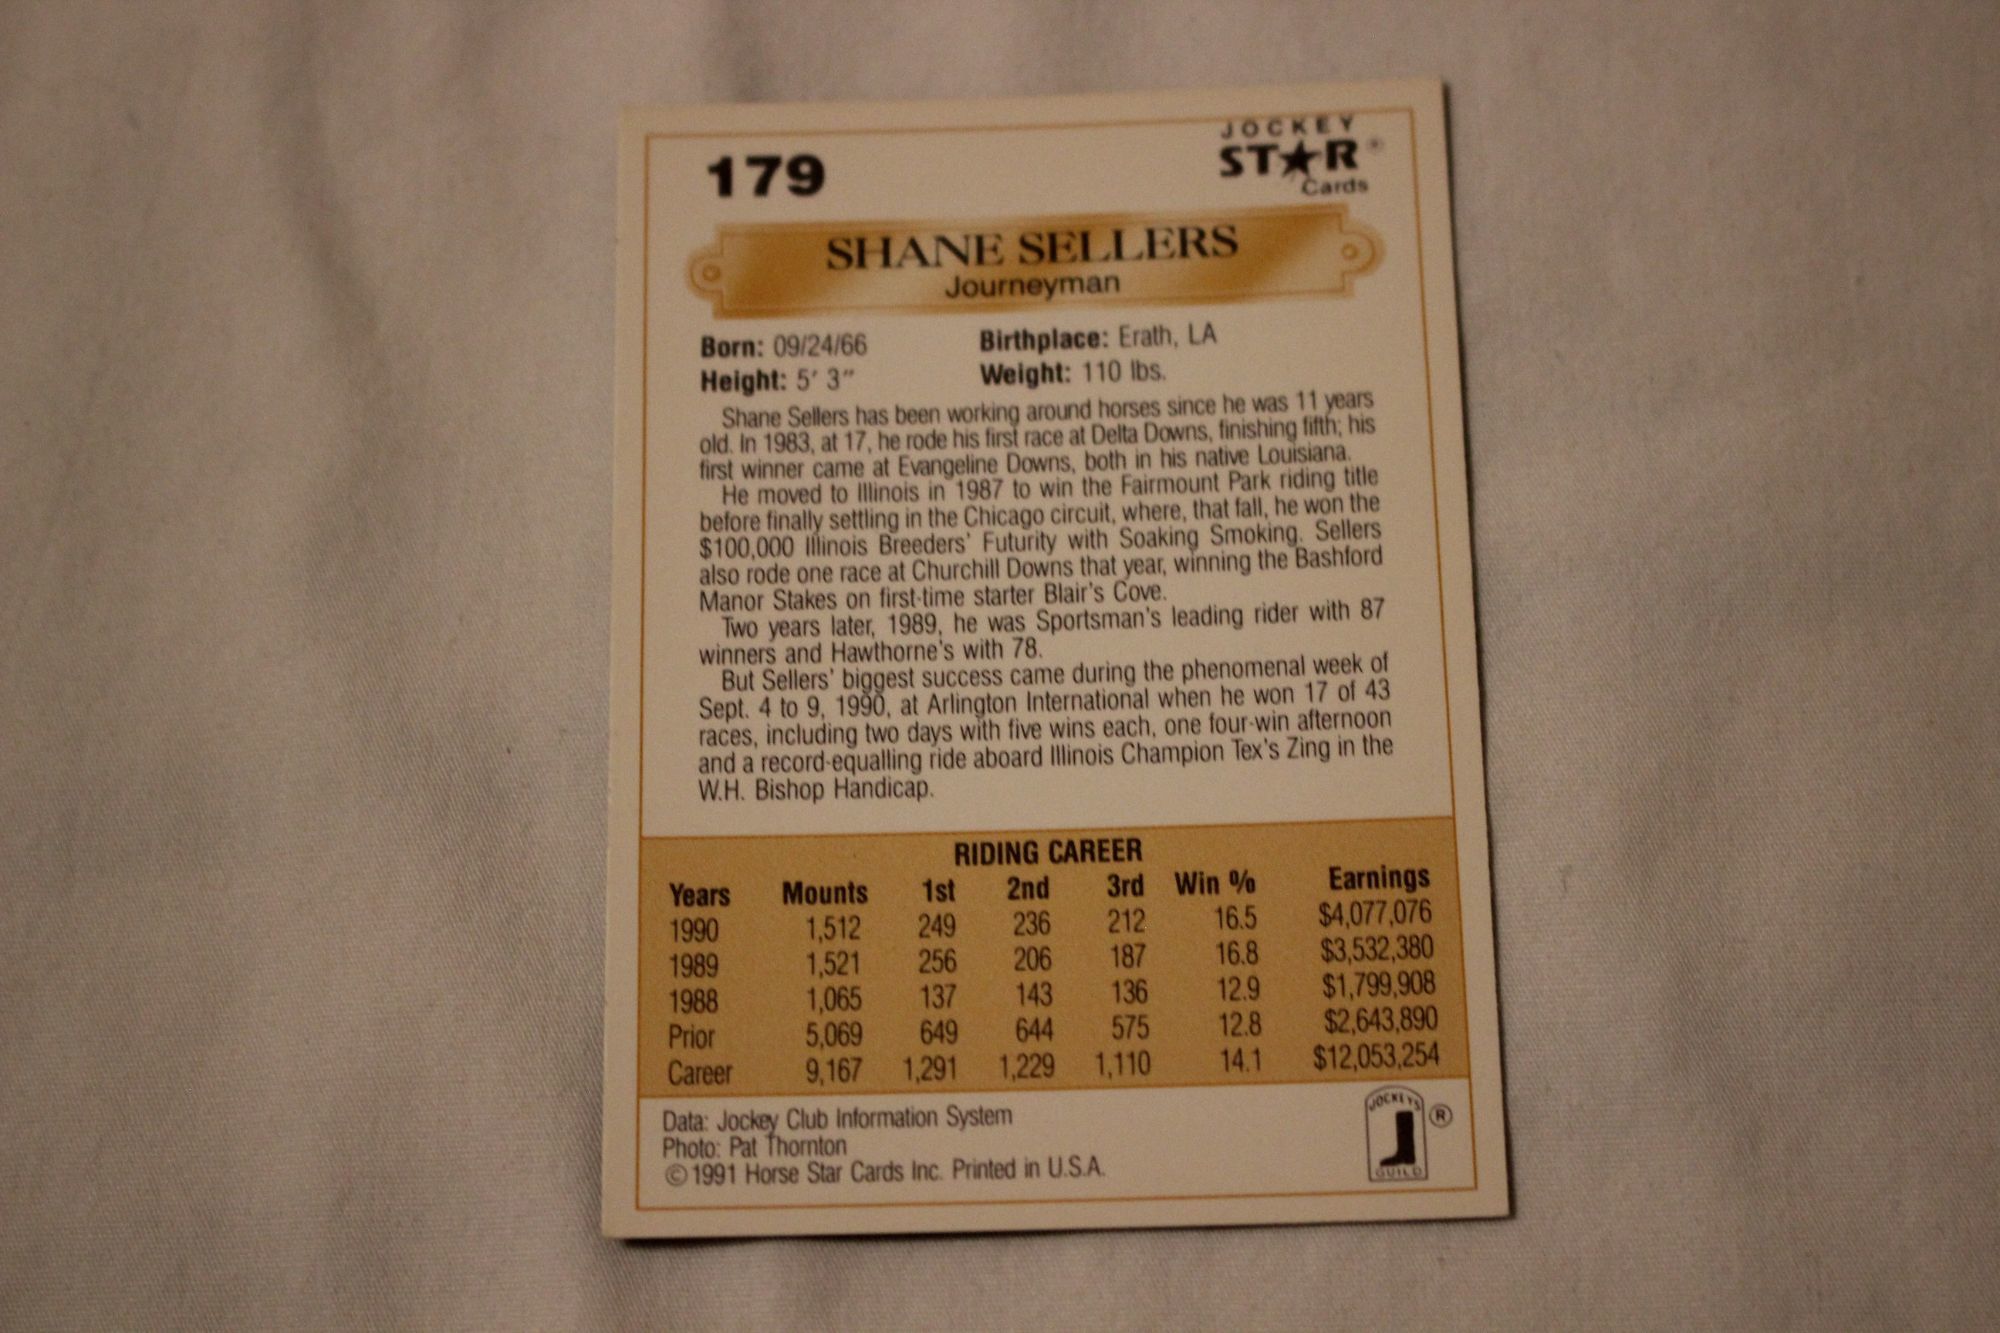 179
JOCKEY
ST★R®
Cards
SHANE SELLERS
Journeyman
Born: 09/24/66 Birthplace: Erath, LA
Height: 5' 3" Weight: 110 lbs.
Shane Sellers has been working around horses since he was 11 years
old. In 1983, at 17, he rode his first race at Delta Downs, finishing fifth; his
first winner came at Evangeline Downs, both in his native Louisiana.
He moved to Illinois in 1987 to win the Fairmount Park riding title
before finally settling in the Chicago circuit, where, that fall, he won the
$100,000 Illinois Breeders' Futurity with Soaking Smoking. Sellers
also rode one race at Churchill Downs that year, winning the Bashford
Manor Stakes on first-time starter Blair's Cove.
Two years later, 1989, he was Sportsman's leading rider with 87
winners and Hawthorne's with 78.
But Sellers' biggest success came during the phenomenal week of
Sept. 4 to 9, 1990, at Arlington International when he won 17 of 43
races, including two days with five wins each, one four-win afternoon
and a record-equalling ride aboard Illinois Champion Tex's Zing in the
W.H. Bishop Handicap.
RIDING CAREER
Years Mounts 1st 2nd 3rd Win % Earnings
1990 1,512 249 236 212 16.5 $4,077,076
1989 1,521 256 206 187 16.8 $3,532,380
1988 1,065 137 143 136 12.9 $1,799,908
Prior 5,069 649 644 575 12.8 $2,643,890
Career 9,167 1,291 1,229 1,110 14.1 $12,053,254
Data: Jockey Club Information System
Photo: Pat Thornton
©1991 Horse Star Cards Inc. Printed in U.S.A.
JOCKEYS
GUILD
®